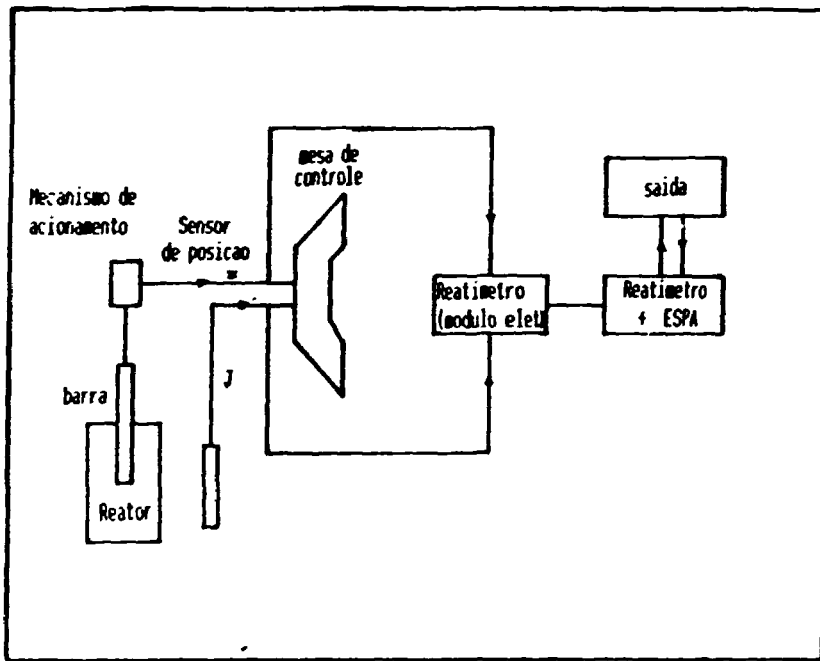 mesa de
controle
Mecanismo de
acionamento
Sensor
de posicao
saida
Reatimetro
(modulo elet)
Reatimetro
+ ESPA
J
barra
Reator